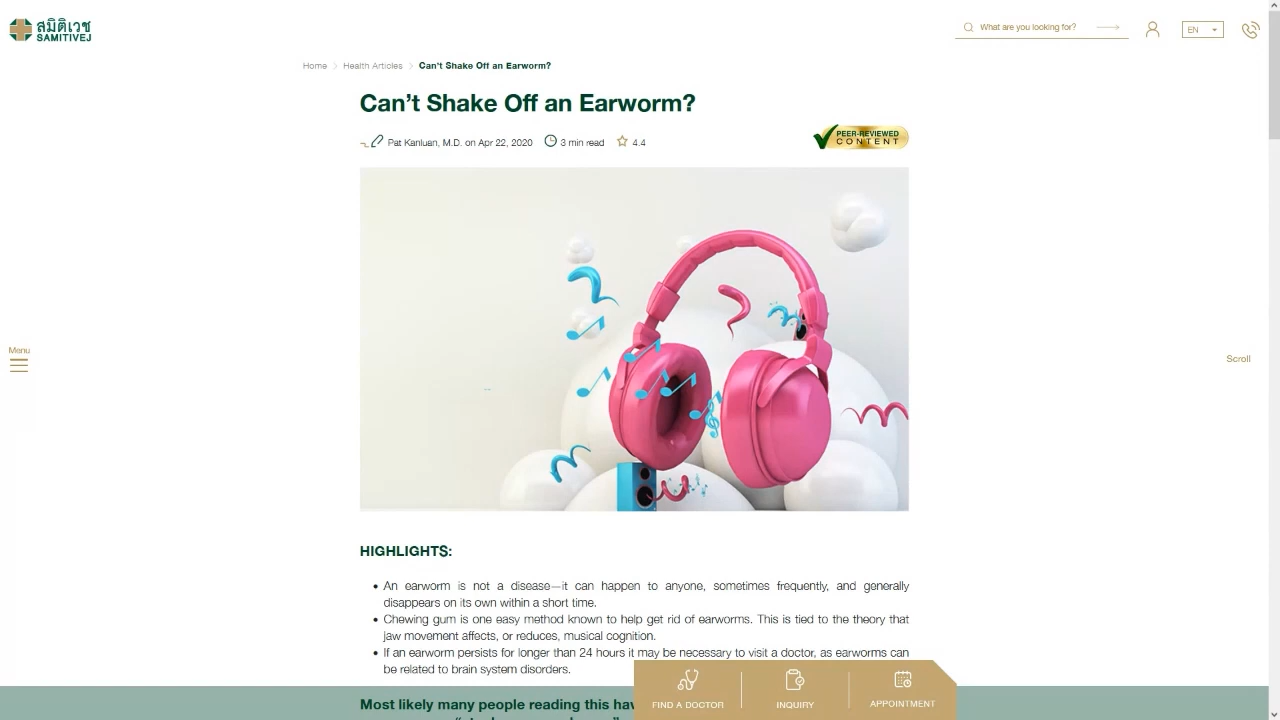 สมิติเวช
SAMITIVEJ
What are you looking for?
EN
Home > Health Articles > Can't Shake Off an Earworm?
Can't Shake Off an Earworm?
Pat Kanluan, M.D. on Apr 22, 2020 3 min read 4.4
PEER-REVIEWED
CONTENT
Menu
Scroll
HIGHLIGHTS:
• An earworm is not a disease—it can happen to anyone, sometimes frequently, and generally
disappears on its own within a short time.
• Chewing gum is one easy method known to help get rid of earworms. This is tied to the theory that
jaw movement affects, or reduces, musical cognition.
• If an earworm persists for longer than 24 hours it may be necessary to visit a doctor, as earworms can
be related to brain system disorders.
FIND A DOCTOR
INQUIRY
APPOINTMENT
Most likely many people reading this hav